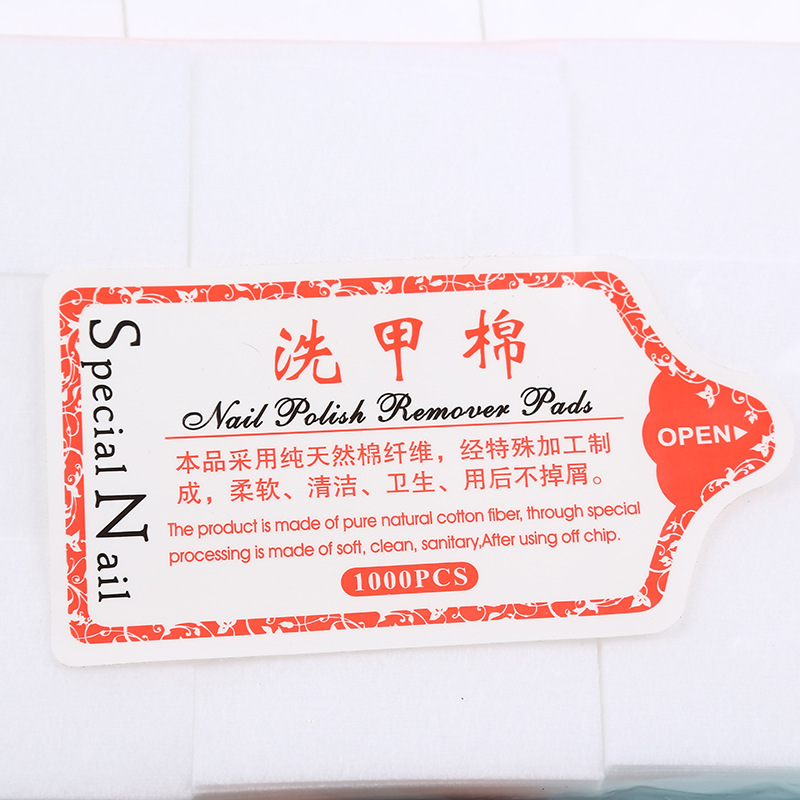 Special Nail
洗甲棉
Nail Polish Remover Pads
本品采用纯天然棉纤维，经特殊加工制
成，柔软、清洁、卫生、用后不掉屑。
The product is made of pure natural cotton fiber, through special
processing is made of soft, clean, sanitary,After using off chip.
1000PCS
OPEN